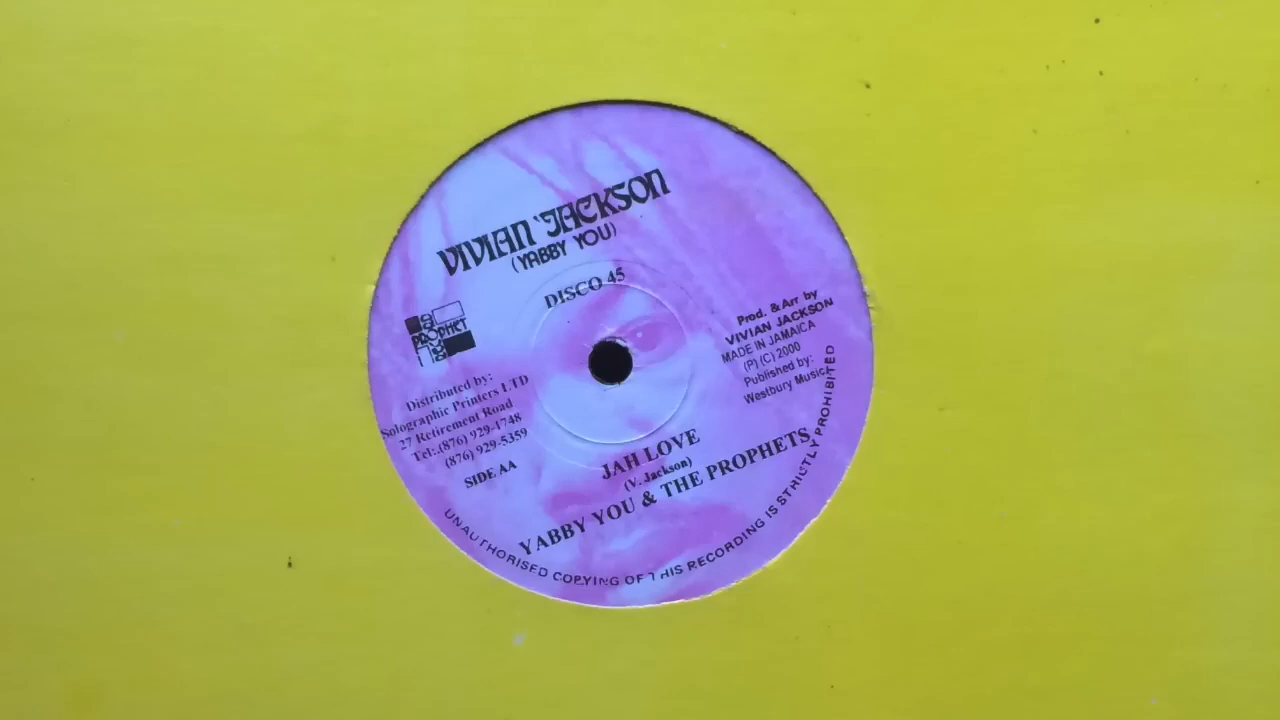 VIVIAN JACKSON
(YABBY YOU)
DISCO 45
PROPHET
Prod. & Arr by
VIVIAN JACKSON
MADE IN JAMAICA
(P) (C) 2000
Published by:
Westbury Music
Distributed by:
Solographic Printers LTD
27 Retirement Road
Tel:.(876) 929-1748
(876) 929-5359
SIDE AA
JAH LOVE
(V. Jackson)
YABBY YOU & THE PROPHETS
UNAUTHORISED COPYING OF THIS RECORDING IS STRICTLY PROHIBITED